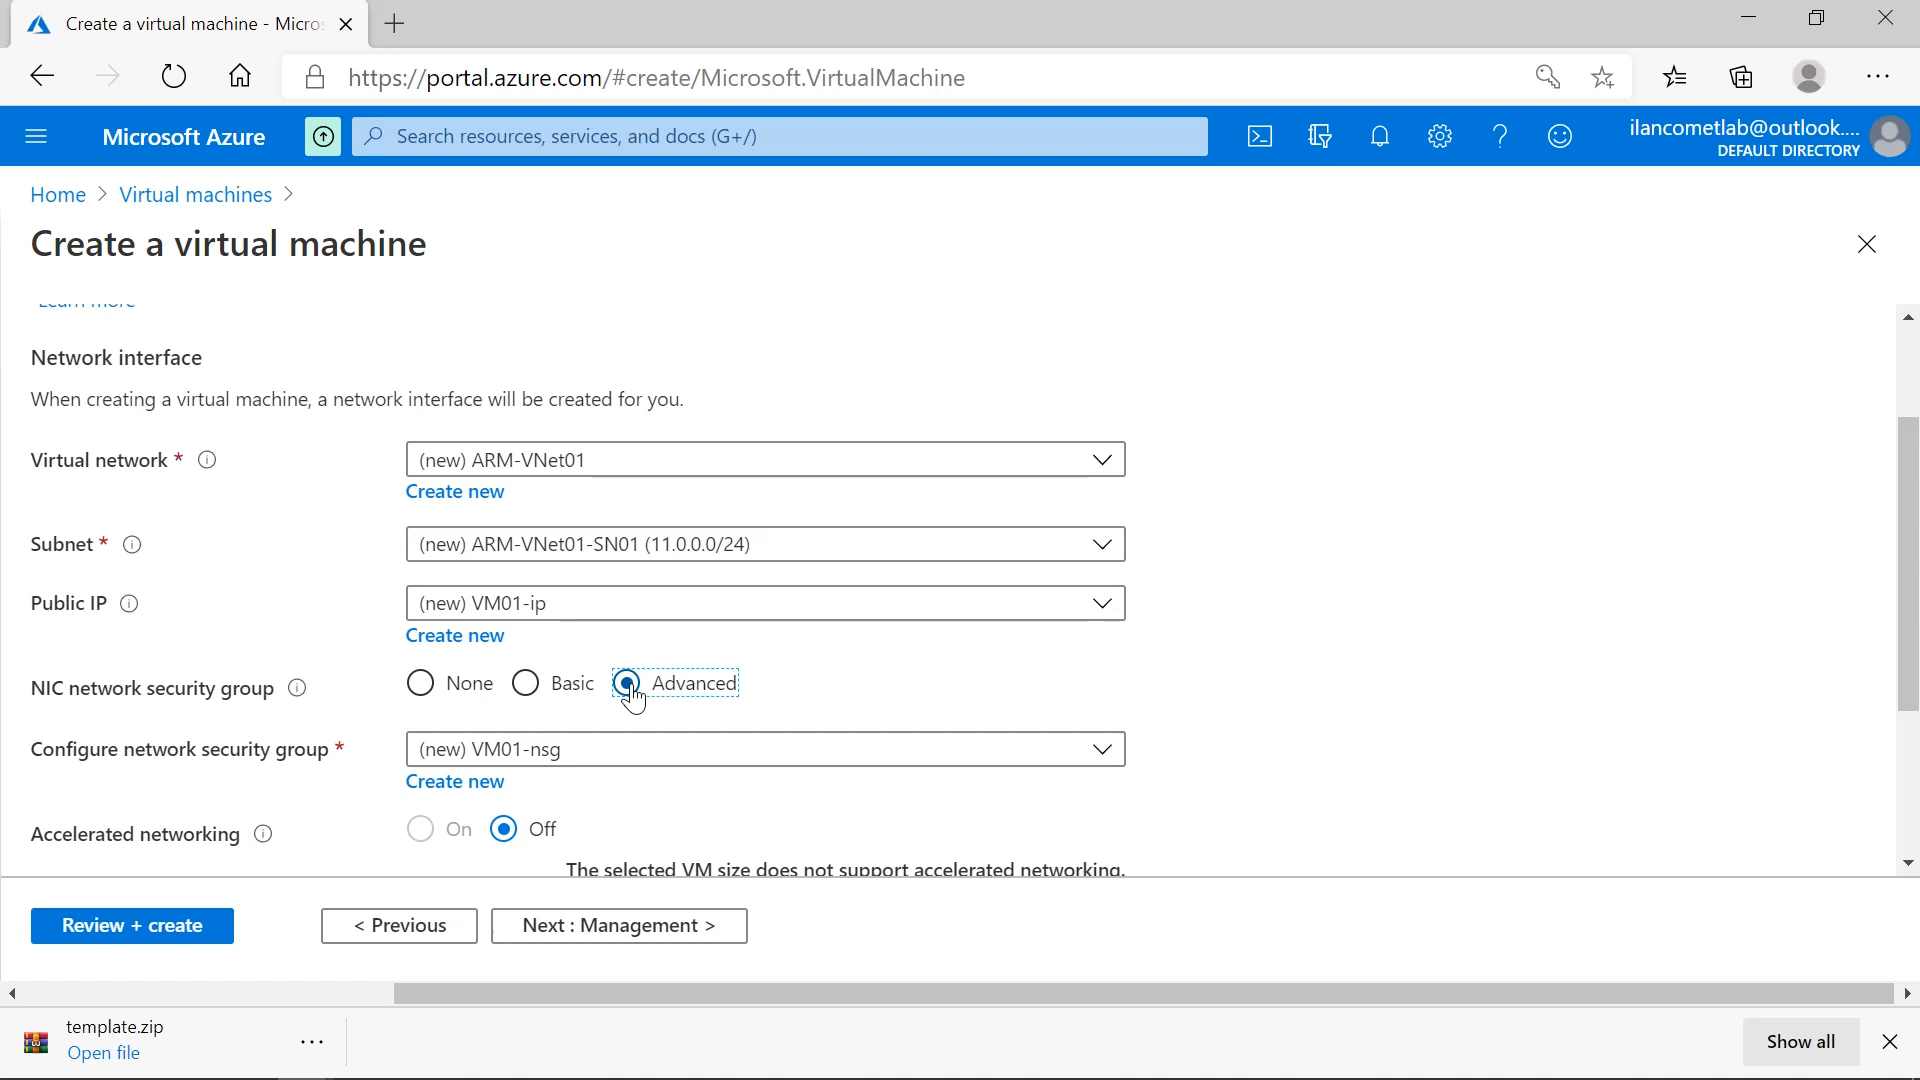 Create a virtual machine - Micros
https://portal.azure.com/#create/Microsoft.VirtualMachine
Microsoft Azure
Search resources, services, and docs (G+/)
ilancometlab@outlook....
DEFAULT DIRECTORY
Home > Virtual machines >
Create a virtual machine
Learn more
Network interface
When creating a virtual machine, a network interface will be created for you.
Virtual network *
(new) ARM-VNet01
Create new
Subnet *
(new) ARM-VNet01-SN01 (11.0.0.0/24)
Public IP
(new) VM01-ip
Create new
NIC network security group
None
Basic
Advanced
Configure network security group *
(new) VM01-nsg
Create new
Accelerated networking
On
Off
The selected VM size does not support accelerated networking.
Review + create
< Previous
Next : Management >
template.zip
Open file
Show all